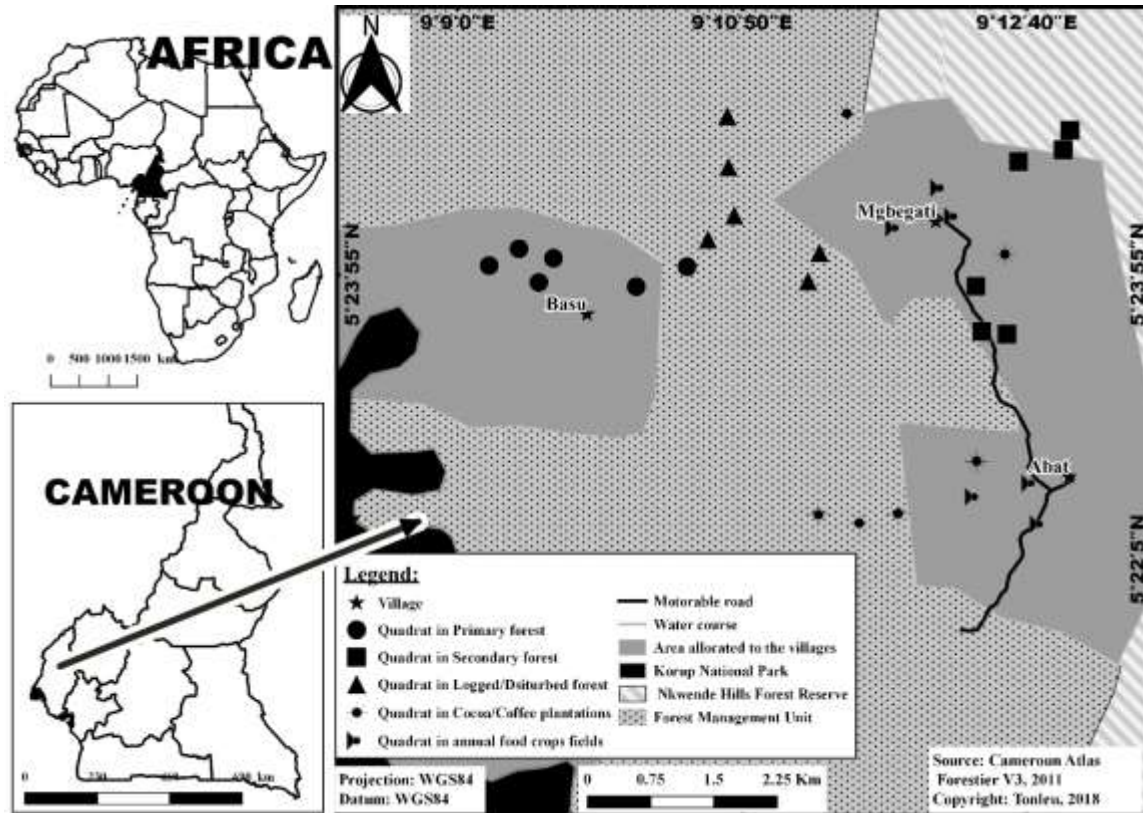 AFRICA
0 500 1000 1500 km
CAMEROON
0
N
9°9'0"E
9°10'50"E
9°12'40"E
5°23'55"N
5°23'55"N
5°22'5"N
Mgbegati
Basu
Abat
Legend:
Village
Quadrat in Primary forest
Quadrat in Secondary forest
Quadrat in Logged/Dsiturbed forest
Quadrat in Cocoa/Coffee plantations
Quadrat in annual food crops fields
Motorable road
Water course
Area allocated to the villages
Korup National Park
Nkwende Hills Forest Reserve
Forest Management Unit
Projection: WGS84
Datum: WGS84
0 0.75 1.5 2.25 Km
Source: Cameroun Atlas
Forestier V3, 2011
Copyright: Tonleu, 2018